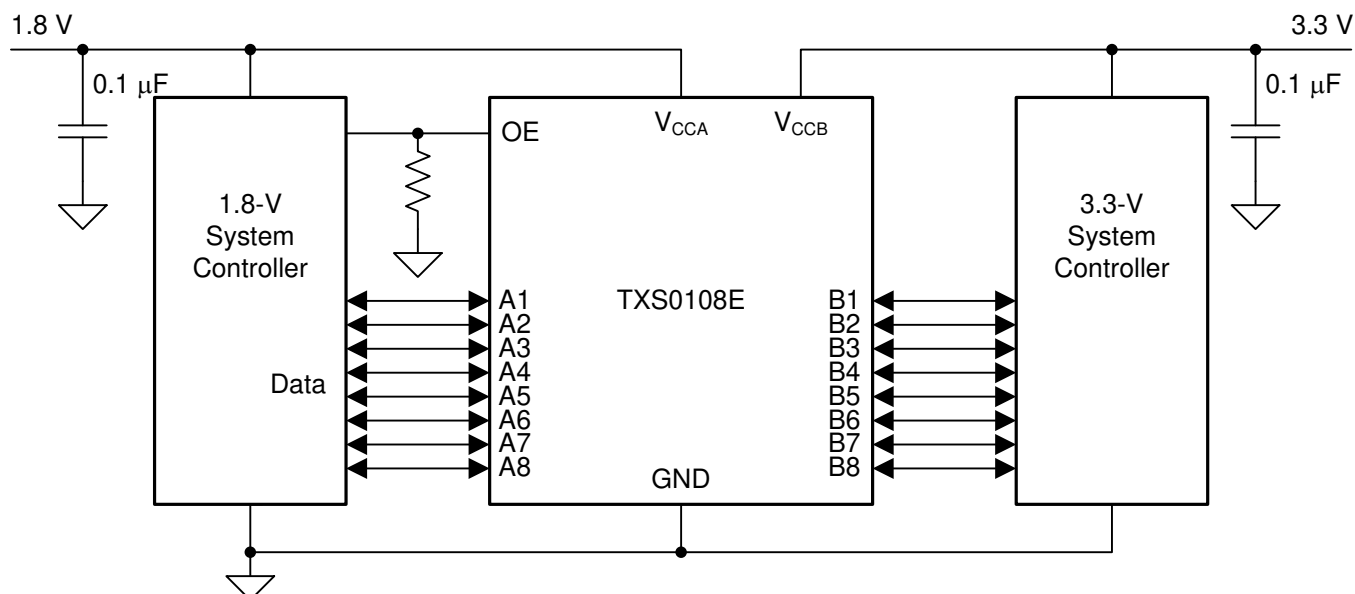 1.8 V
3.3 V
0.1 μF
0.1 μF
OE
VCCA
VCCB
1.8-V
System
Controller
3.3-V
System
Controller
TXS0108E
Data
A1
A2
A3
A4
A5
A6
A7
A8
B1
B2
B3
B4
B5
B6
B7
B8
GND